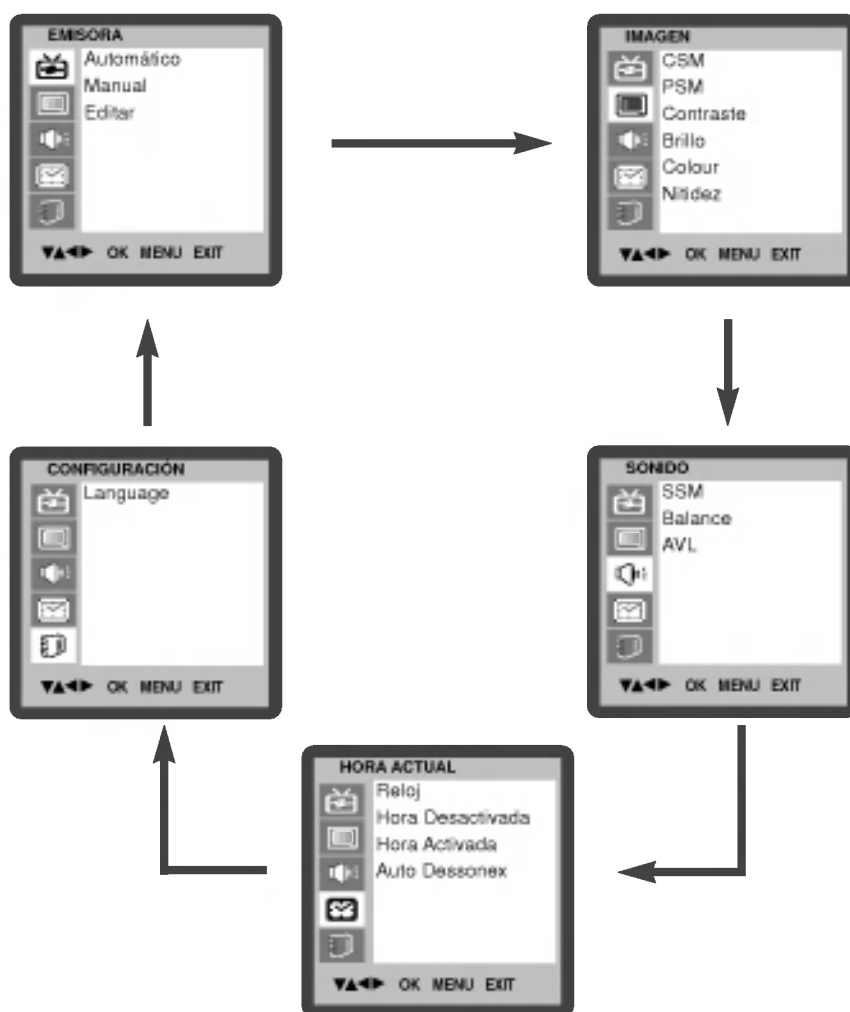 EMISORA
Automático
Manual
Editar
▼▲◀▶ OK MENU EXIT
IMAGEN
CSM
PSM
Contraste
Brillo
Colour
Nitidez
▼▲◀▶ OK MENU EXIT
CONFIGURACIÓN
Language
▼▲◀▶ OK MENU EXIT
SONIDO
SSM
Balance
AVL
▼▲◀▶ OK MENU EXIT
HORA ACTUAL
Reloj
Hora Desactivada
Hora Activada
Auto Dessonex
▼▲◀▶ OK MENU EXIT